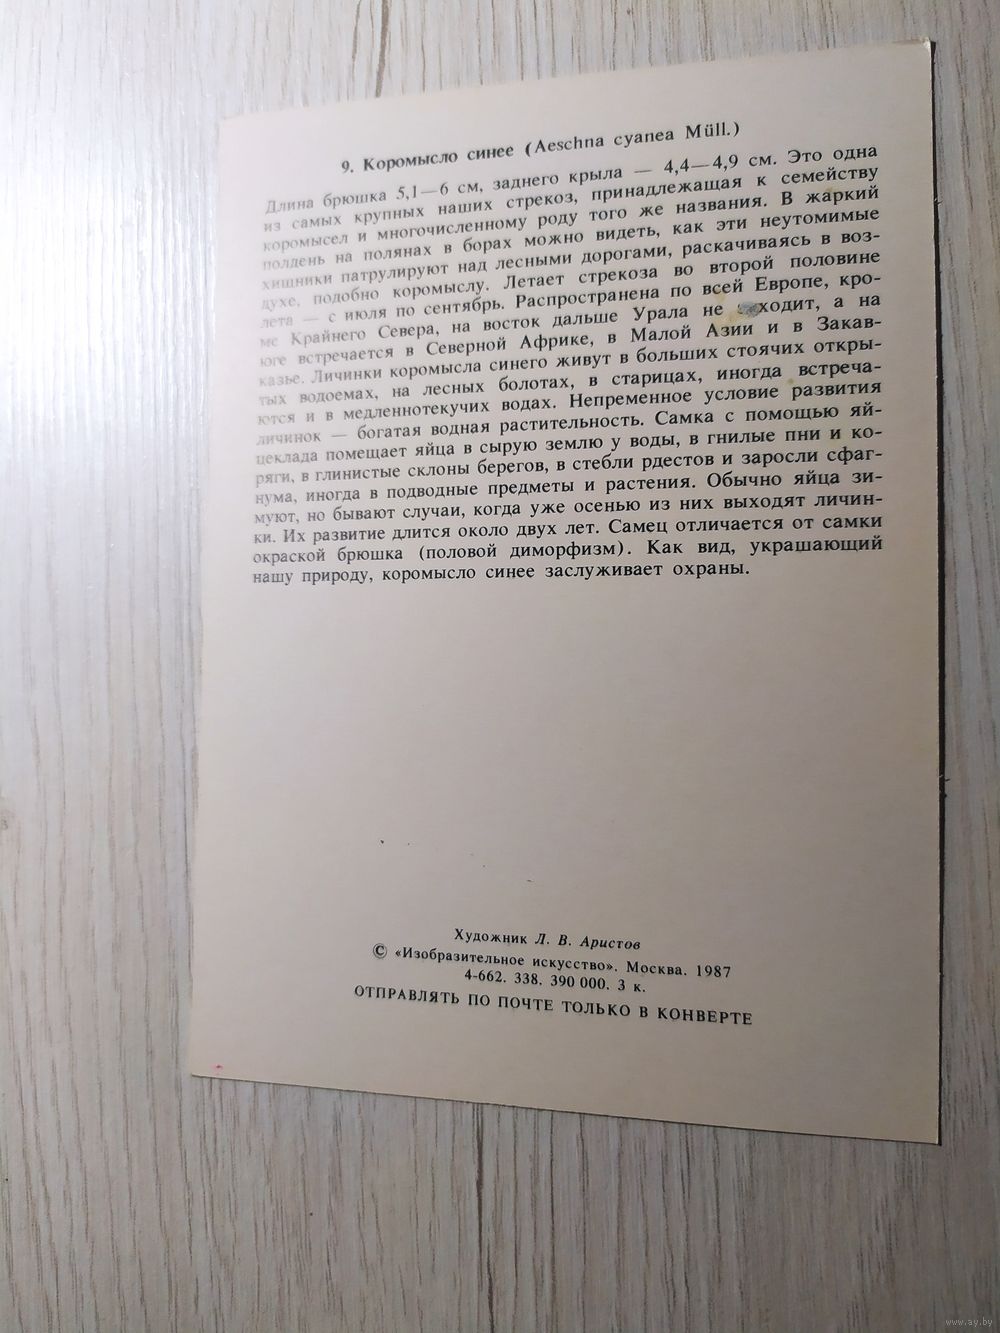 9. Коромысло синее (Aeschna cyanea Müll.)
Длина брюшка 5,1—6 см, заднего крыла — 4,4—4,9 см. Это одна
из самых крупных наших стрекоз, принадлежащая к семейству
коромысел и многочисленному роду того же названия. В жаркий
полдень на полянах в борах можно видеть, как эти неутомимые
хищники патрулируют над лесными дорогами, раскачиваясь в воз-
духе, подобно коромыслу. Летает стрекоза во второй половине
лета — с июля по сентябрь. Распространена по всей Европе, кро-
ме Крайнего Севера, на восток дальше Урала не ходит, а на
юге встречается в Северной Африке, в Малой Азии и в Закав-
казье. Личинки коромысла синего живут в больших стоячих откры-
тых водоемах, на лесных болотах, в старицах, иногда встреча-
ются и в медленнотекучих водах. Непременное условие развития
личинок — богатая водная растительность. Самка с помощью яй-
цеклада помещает яйца в сырую землю у воды, в гнилые пни и ко-
ряги, в глинистые склоны берегов, в стебли рдестов и заросли сфаг-
нума, иногда в подводные предметы и растения. Обычно яйца зи-
муют, но бывают случаи, когда уже осенью из них выходят личин-
ки. Их развитие длится около двух лет. Самец отличается от самки
окраской брюшка (половой диморфизм). Как вид, украшающий
нашу природу, коромысло синее заслуживает охраны.
Художник Л. В. Аристов
© «Изобразительное искусство». Москва. 1987
4-662. 338. 390 000. 3 к.
ОТПРАВЛЯТЬ ПО ПОЧТЕ ТОЛЬКО В КОНВЕРТЕ
www.ay.by